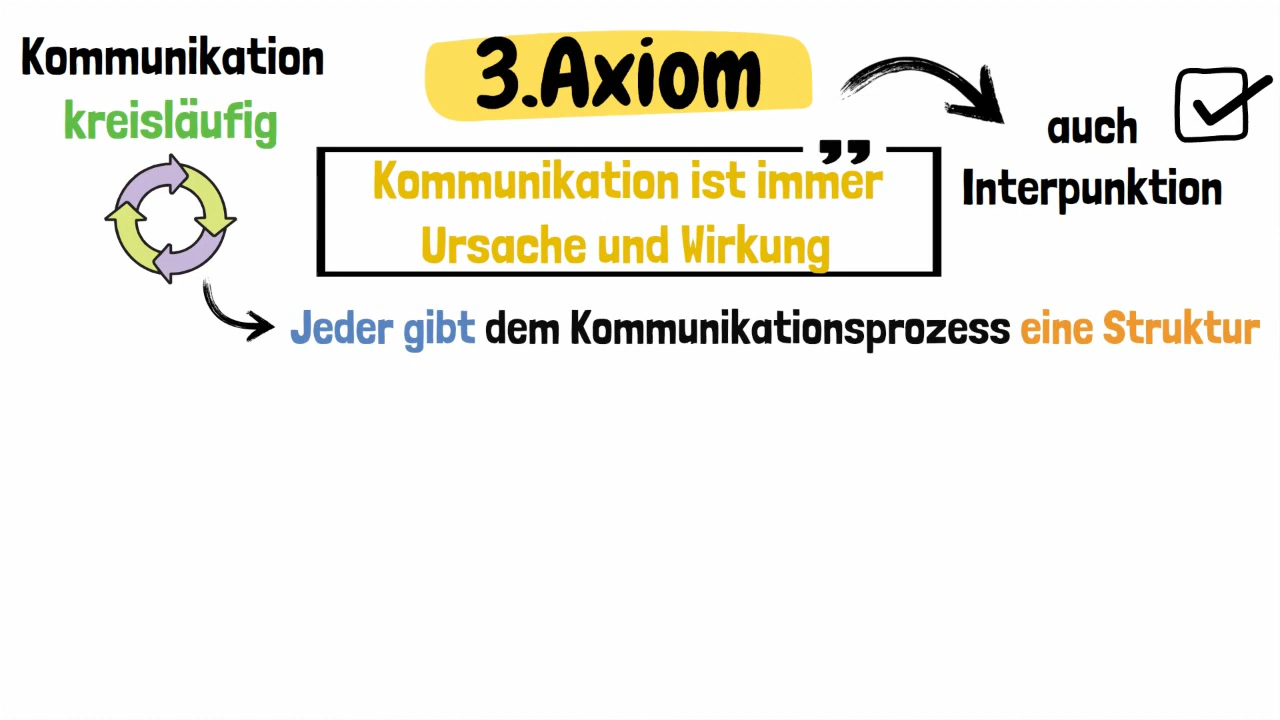 Kommunikation
kreisläufig
3.Axiom
auch
Interpunktion
”
Kommunikation ist immer
Ursache und Wirkung
Jeder gibt dem Kommunikationsprozess eine Struktur